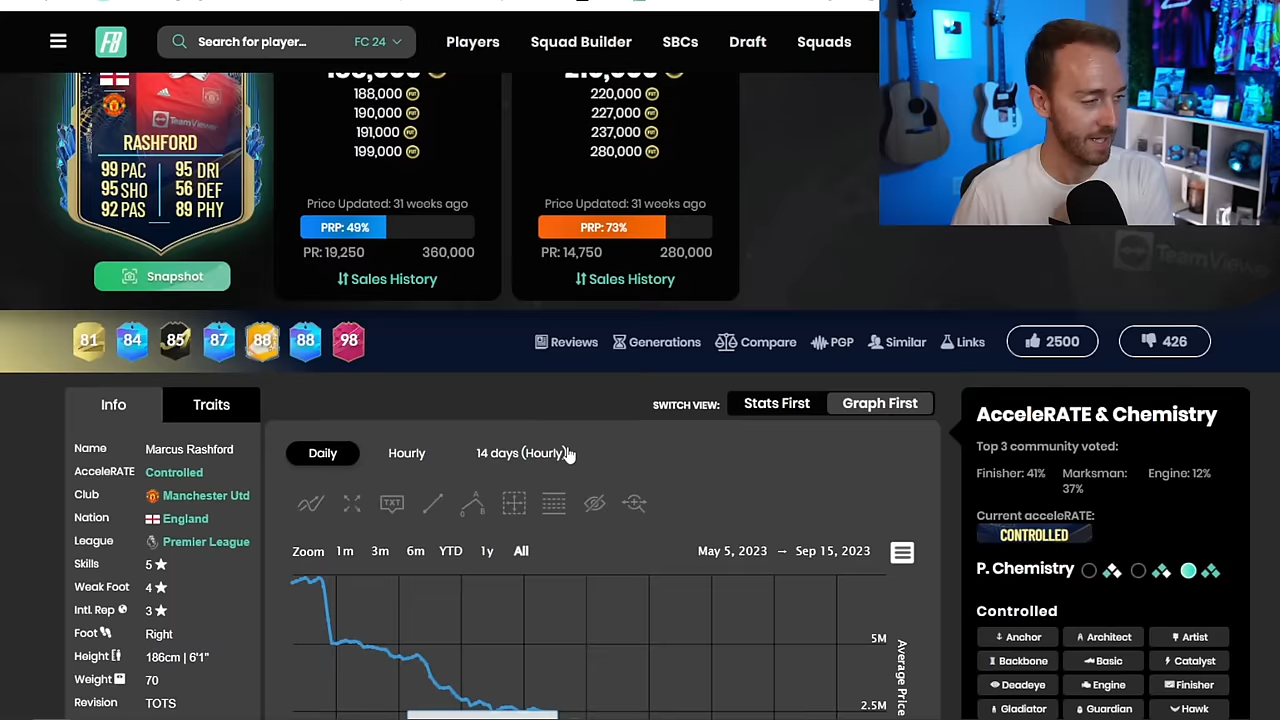 FB
Search for player...
FC 24
Players
Squad Builder
SBCs
Draft
Squads
TeamViewer
RASHFORD
99 PAC
95 DRI
95 SHO
56 DEF
92 PAS
89 PHY
Snapshot
188,000
190,000
191,000
199,000
Price Updated: 31 weeks ago
PRP: 49%
PR: 19,250
360,000
Sales History
220,000
227,000
237,000
280,000
Price Updated: 31 weeks ago
PRP: 73%
PR: 14,750
280,000
Sales History
81
84
85
87
88
88
98
Reviews
Generations
Compare
PGP
Similar
Links
2500
426
Info
Traits
SWITCH VIEW:
Stats First
Graph First
Name
Marcus Rashford
AcceleRATE
Controlled
Club
Manchester Utd
Nation
England
League
Premier League
Skills
5
Weak Foot
4
Intl. Rep
3
Foot
Right
Height
186cm | 6'1"
Weight
70
Revision
TOTS
Daily
Hourly
14 days (Hourly)
TXT
Zoom
1m
3m
6m
YTD
1y
All
May 5, 2023 → Sep 15, 2023
5M
2.5M
Average Price
AcceleRATE & Chemistry
Top 3 community voted:
Finisher: 41%
Marksman: 37%
Engine: 12%
Current acceleRATE:
CONTROLLED
P. Chemistry
Controlled
Anchor
Architect
Artist
Backbone
Basic
Catalyst
Deadeye
Engine
Finisher
Gladiator
Guardian
Hawk